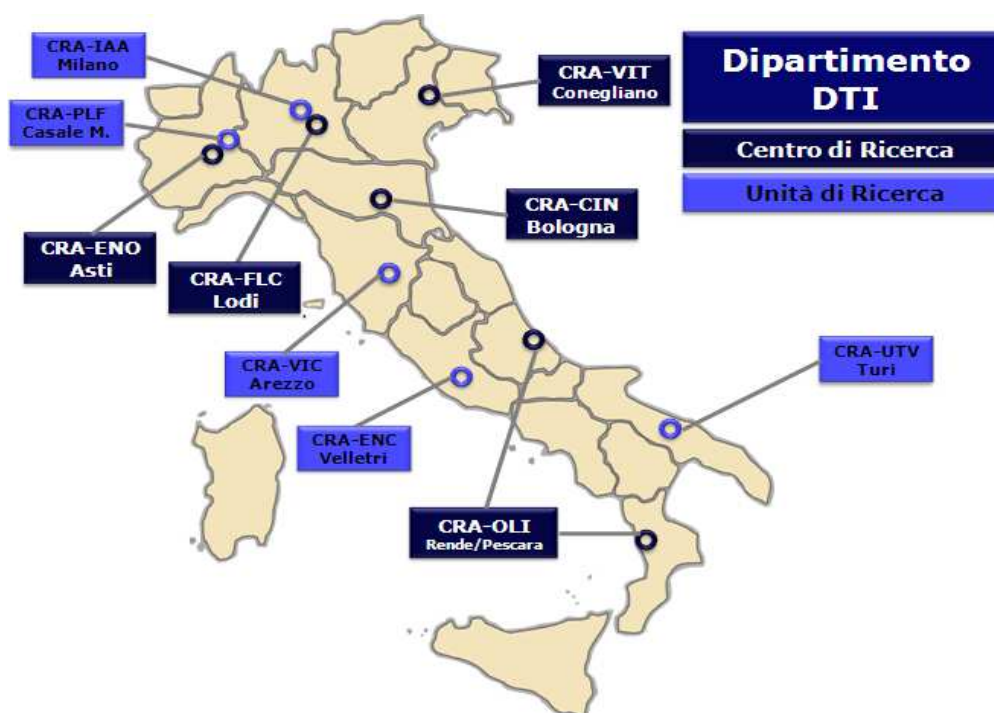 CRA-IAA
Milano
CRA-PLF
Casale M.
CRA-VIT
Conegliano
Dipartimento
DTI
Centro di Ricerca
Unità di Ricerca
CRA-CIN
Bologna
CRA-ENO
Asti
CRA-FLC
Lodi
CRA-VIC
Arezzo
CRA-UTV
Turi
CRA-ENC
Velletri
CRA-OLI
Rende/Pescara